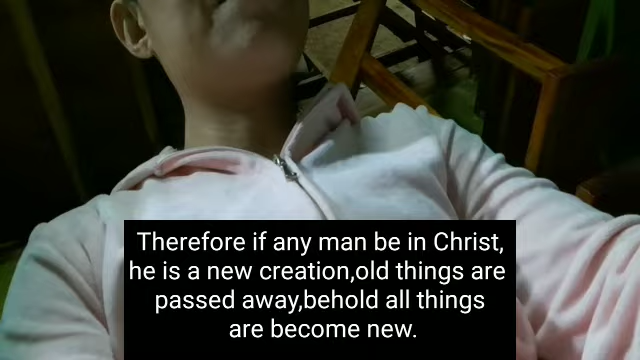 Therefore if any man be in Christ,
he is a new creation,old things are
passed away,behold all things
are become new.